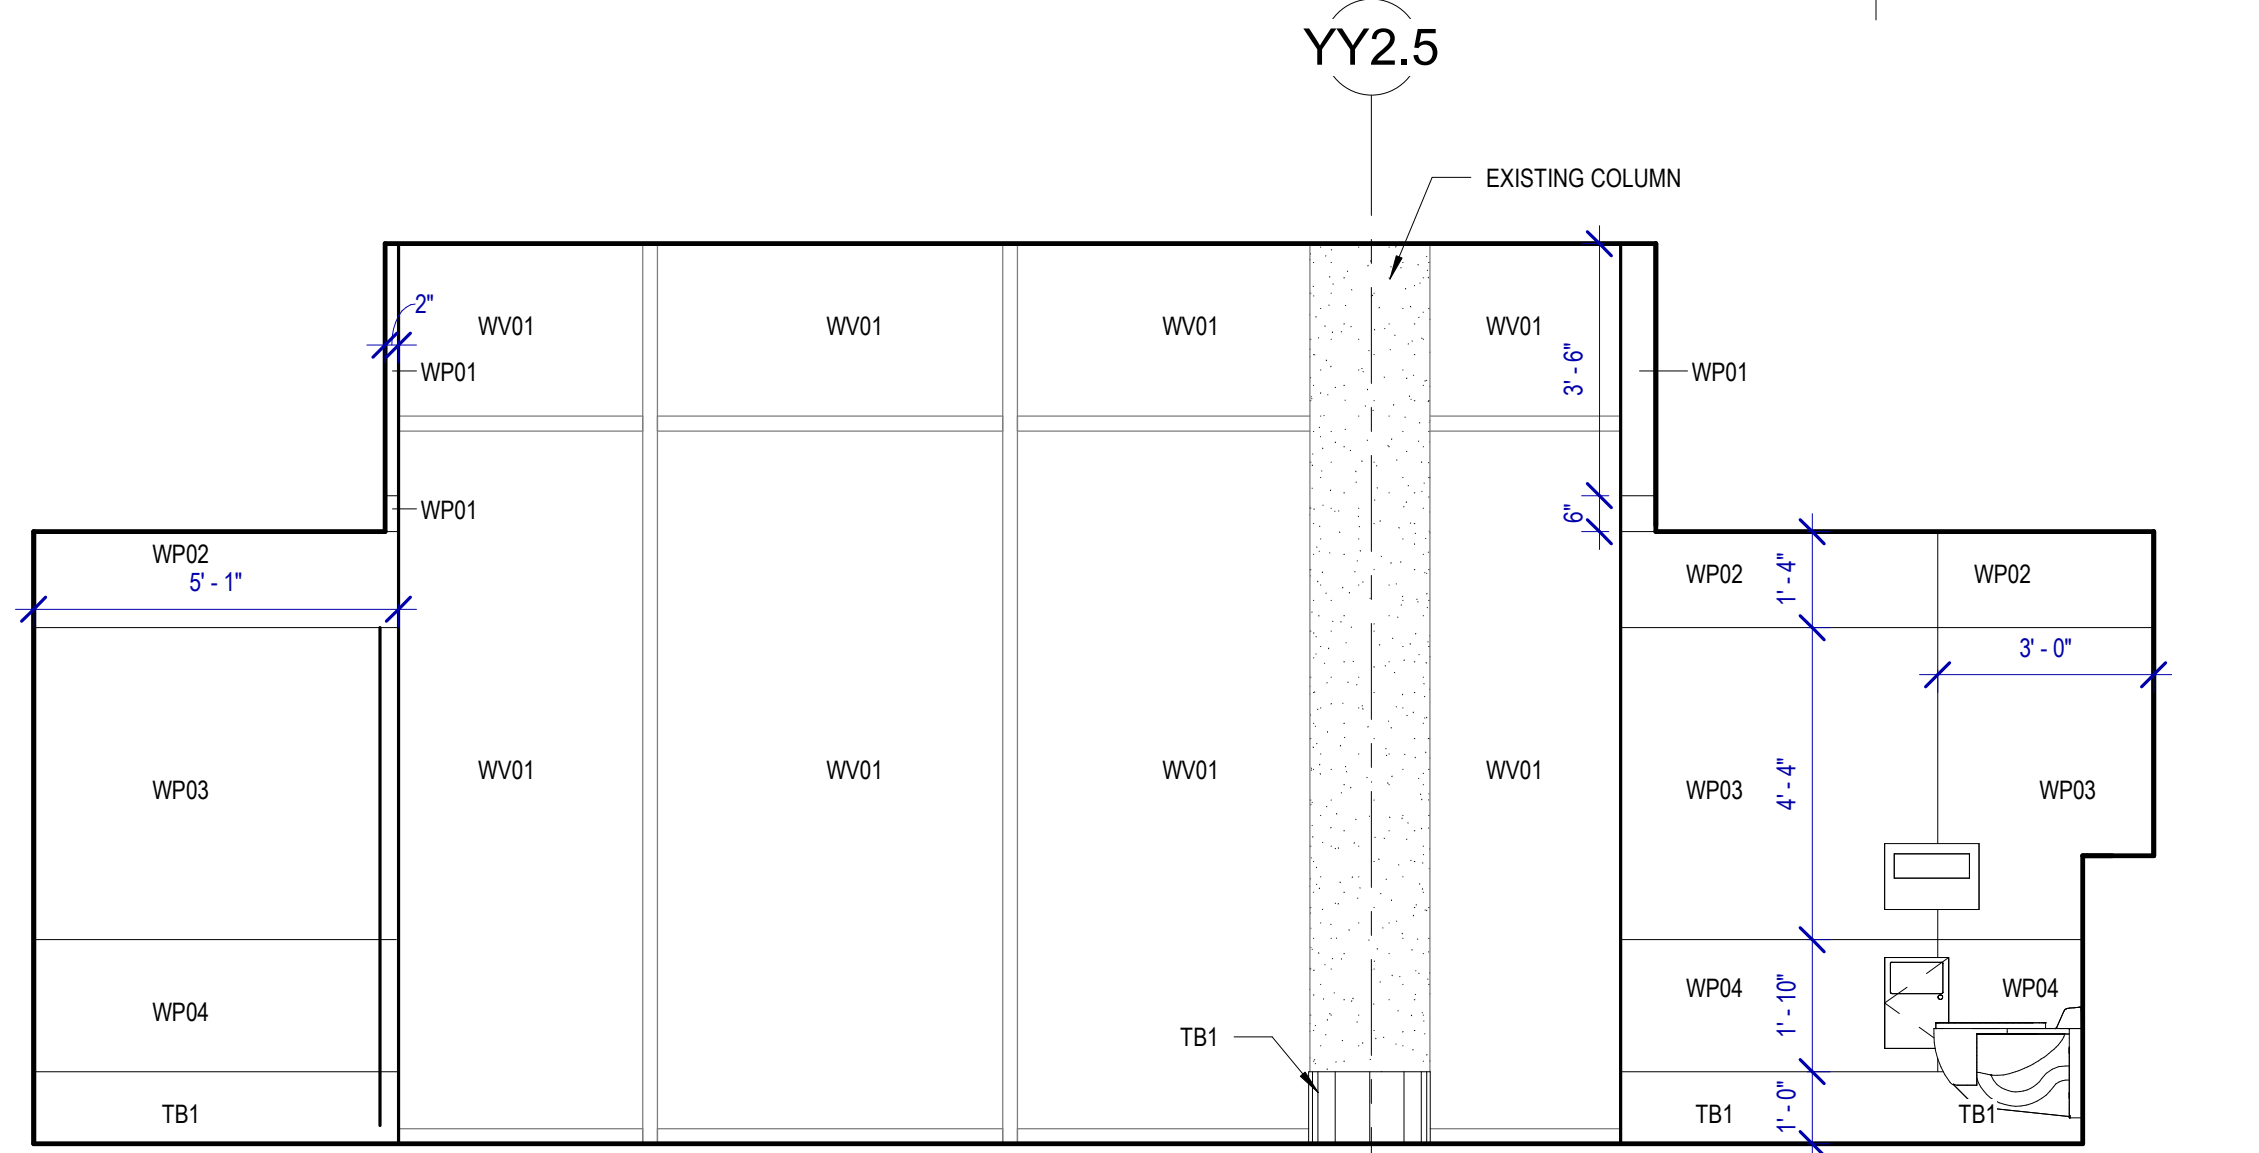 YY2.5
EXISTING COLUMN
2"
WV01
WV01
WV01
WV01
3' - 6"
WP01
WP01
WP01
6"
WP02
5' - 1"
WP02
1' - 4"
WP02
3' - 0"
WV01
WV01
WV01
WV01
WP03
WP03
4' - 4"
WP03
WP04
WP04
1' - 10"
WP04
TB1
TB1
TB1
1' - 0"
TB1